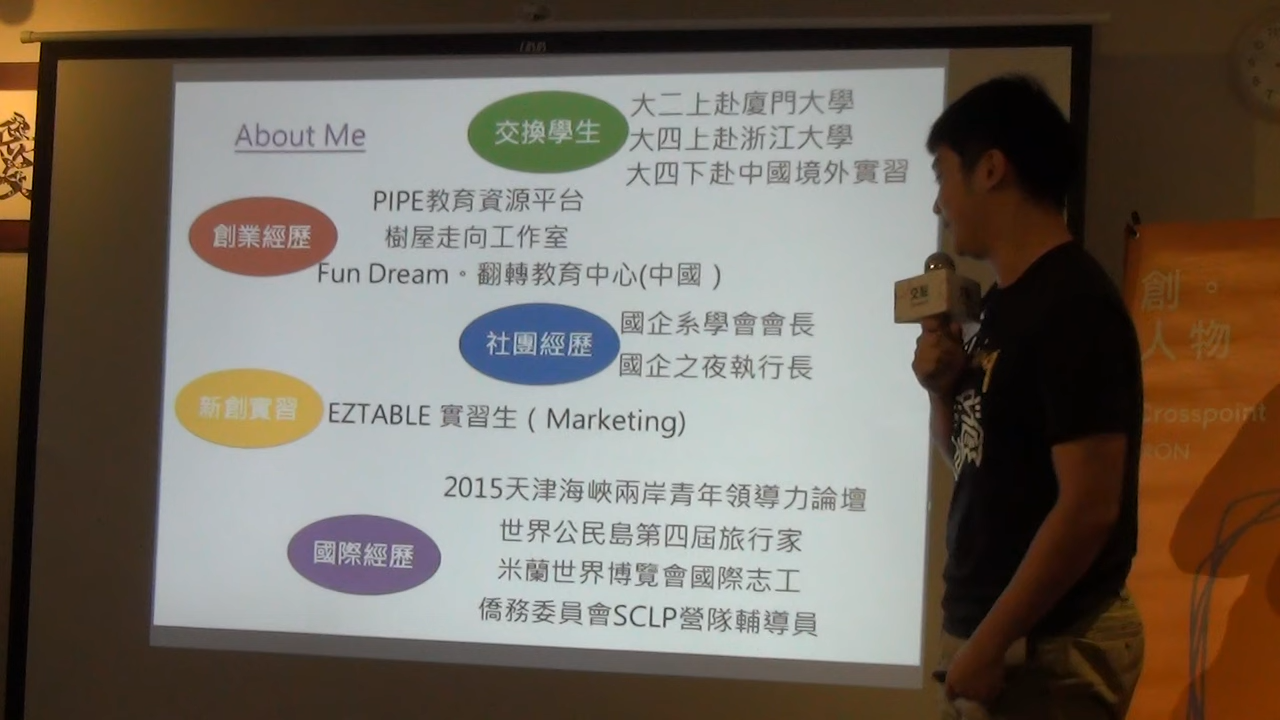 About Me
交換學生
大二上赴廈門大學
大四上赴浙江大學
大四下赴中國境外實習
創業經歷
PIPE教育資源平台
樹屋走向工作室
Fun Dream。翻轉教育中心(中國)
社團經歷
國企系學會會長
國企之夜執行長
新創實習
EZTABLE 實習生 ( Marketing)
國際經歷
2015天津海峽兩岸青年領導力論壇
世界公民島第四屆旅行家
米蘭世界博覽會國際志工
僑務委員會SCLP營隊輔導員
創。
人物
Crosspoint